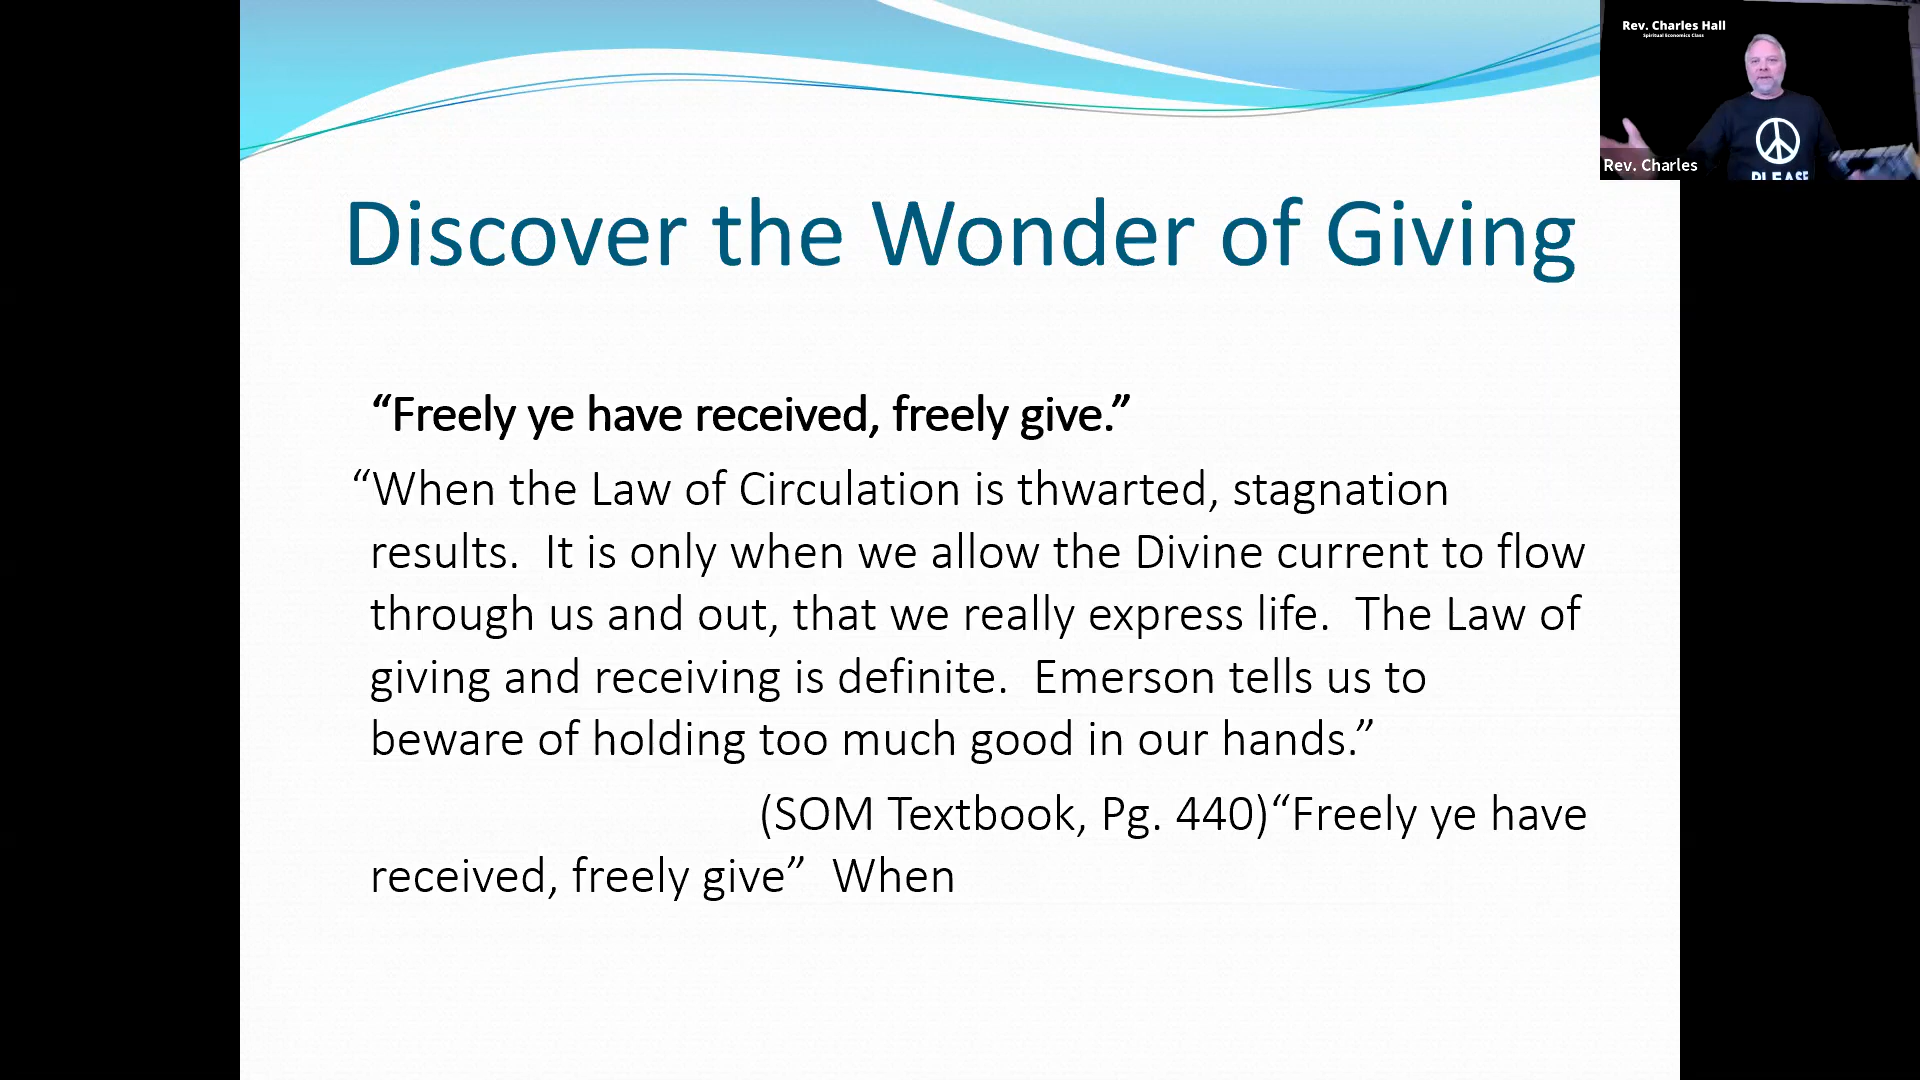 Rev. Charles Hall
Spiritual Economics Class
Rev. Charles
PLEASE
Discover the Wonder of Giving
“Freely ye have received, freely give.”
“When the Law of Circulation is thwarted, stagnation
results.  It is only when we allow the Divine current to flow
through us and out, that we really express life.  The Law of
giving and receiving is definite.  Emerson tells us to
beware of holding too much good in our hands.”
(SOM Textbook, Pg. 440)“Freely ye have
received, freely give”  When